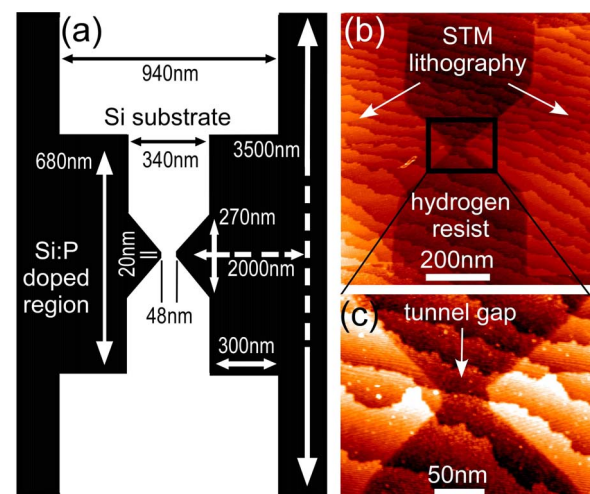 (a)
940nm
Si substrate
340nm
680nm
3500nm
270nm
Si:P
doped
region
20nm
2000nm
48nm
300nm
(b)
STM
lithography
hydrogen
resist
200nm
(c)
tunnel gap
50nm